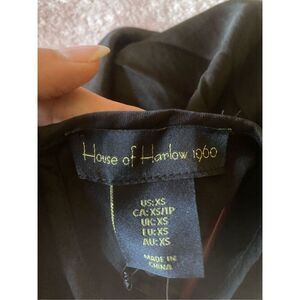 House of Harlow 1960
US:XS
CA:XS/TP
UK:XS
EU:XS
AU:XS
MADE IN
CHINA